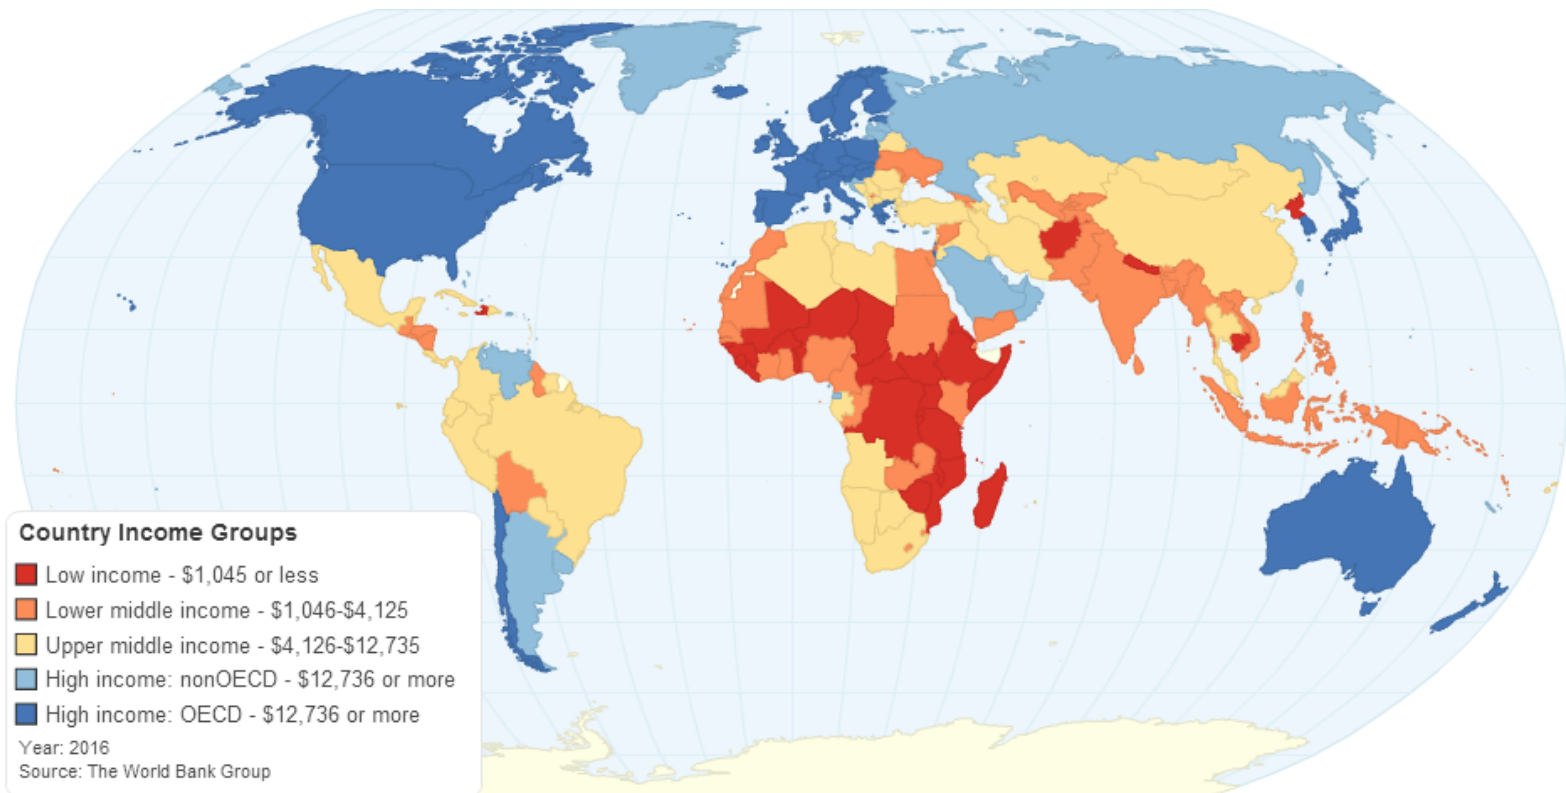 Country Income Groups
Low income - $1,045 or less
Lower middle income - $1,046-$4,125
Upper middle income - $4,126-$12,735
High income: nonOECD - $12,736 or more
High income: OECD - $12,736 or more
Year: 2016
Source: The World Bank Group